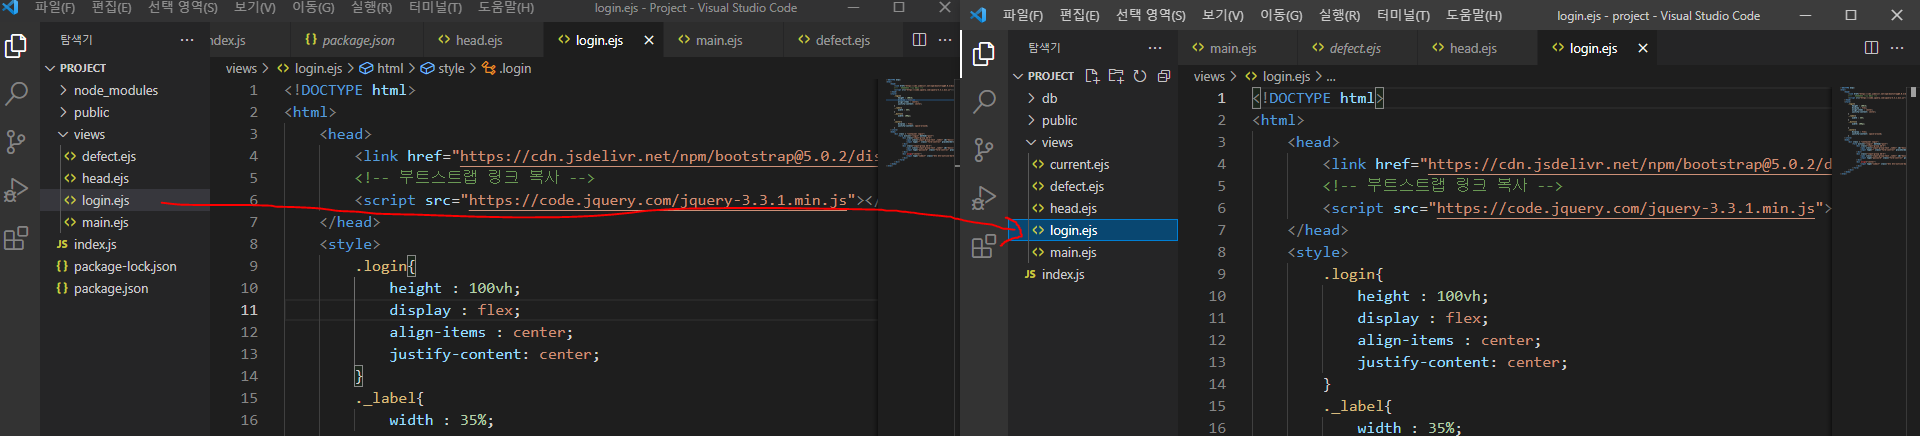 파일(F) 편집(E) 선택 영역(S) 보기(V) 이동(G) 실행(R) 터미널(T) 도움말(H) login.ejs - Project - Visual Studio Code
탐색기 ···
ndex.js package.json head.ejs login.ejs main.ejs defect.ejs
PROJECT
node_modules
public
views
defect.ejs
head.ejs
login.ejs
main.ejs
JS index.js
{} package-lock.json
{} package.json
views > login.ejs > html > style > .login
1 <!DOCTYPE html>
2 <html>
3 <head>
4 <link href="https://cdn.jsdelivr.net/npm/bootstrap@5.0.2/dis
5 <!-- 부트스트랩 링크 복사 -->
6 <script src="https://code.jquery.com/jquery-3.3.1.min.js"></
7 </head>
8 <style>
9 .login{
10 height : 100vh;
11 display : flex;
12 align-items : center;
13 justify-content: center;
14 }
15 ._label{
16 width : 35%;
파일(F) 편집(E) 선택 영역(S) 보기(V) 이동(G) 실행(R) 터미널(T) 도움말(H) login.ejs - project - Visual Studio Code
탐색기 ···
main.ejs defect.ejs head.ejs login.ejs
PROJECT
db
public
views
current.ejs
defect.ejs
head.ejs
login.ejs
main.ejs
JS index.js
views > login.ejs > ...
1 <!DOCTYPE html>
2 <html>
3 <head>
4 <link href="https://cdn.jsdelivr.net/npm/bootstrap@5.0.2/d
5 <!-- 부트스트랩 링크 복사 -->
6 <script src="https://code.jquery.com/jquery-3.3.1.min.js">
7 </head>
8 <style>
9 .login{
10 height : 100vh;
11 display : flex;
12 align-items : center;
13 justify-content: center;
14 }
15 ._label{
16 width : 35%;